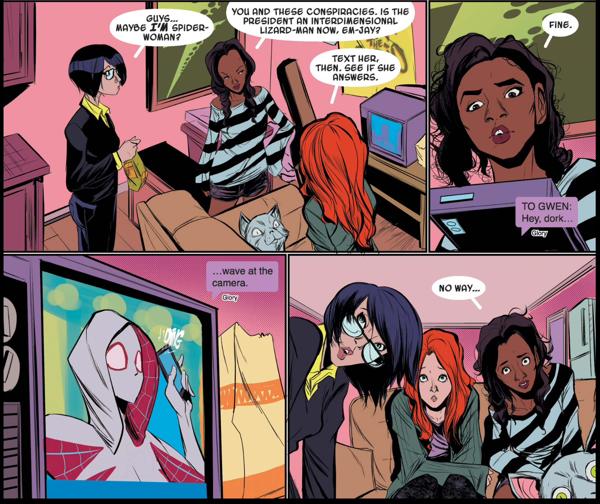 GUYS...
MAYBE I'M SPIDER-
WOMAN?
YOU AND THESE CONSPIRACIES. IS THE
PRESIDENT AN INTERDIMENSIONAL
LIZARD-MAN NOW, EM-JAY?
TEXT HER,
THEN. SEE IF SHE
ANSWERS.
FINE.
TO GWEN:
Hey, dork...
Glory
...wave at the
camera.
Glory
DING
NO WAY...